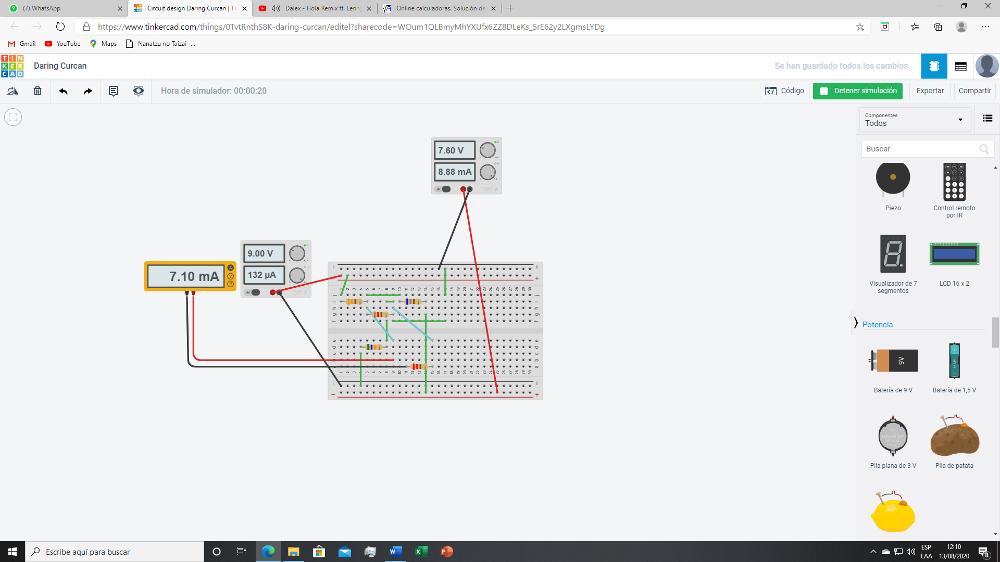 (7) WhatsApp
Circuit design Daring Curcan | Ti
Dalex - Hola Remix ft. Lenny
Online calculadoras. Solución de
https://www.tinkercad.com/things/0TvtRnthS8K-daring-curcan/editel?sharecode=WOum1QLBmyMhYXUfx6ZZ8DLeKs_5rE62y2LXgmsLYDg
Gmail
YouTube
Maps
Nanatzu no Taizai -...
TIN
KER
CAD
Daring Curcan
Se han guardado todos los cambios.
Hora de simulador: 00:00:20
Código
Detener simulación
Exportar
Compartir
Componentes
Todos
Buscar
7.60 V
8.88 mA
9.00 V
132 µA
7.10 mA
A
V
R
Piezo
Control remoto
por IR
Visualizador de 7
segmentos
LCD 16 x 2
Potencia
9V
Batería de 9 V
Batería de 1,5 V
Pila plana de 3 V
Pila de patata
Escribe aquí para buscar
ESP
LAA
12:10
13/08/2020
8